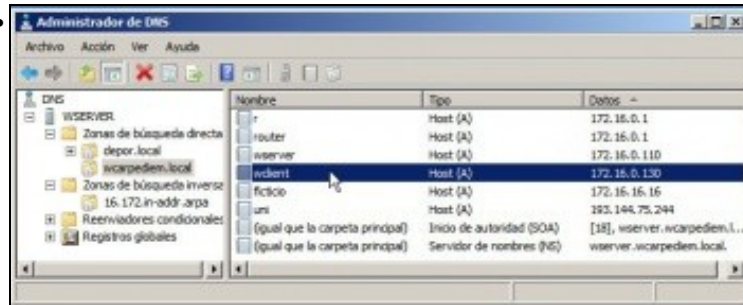 Administrador de DNS
Archivo Acción Ver Ayuda
DNS
WSERVER
Zonas de búsqueda directa
depor.local
wcarpediem.local
Zonas de búsqueda inversa
16.172.in-addr.arpa
Reenviadores condicionales
Registros globales
Nombre Tipo Datos
r Host (A) 172.16.0.1
router Host (A) 172.16.0.1
wserver Host (A) 172.16.0.110
wclient Host (A) 172.16.0.130
ficticio Host (A) 172.16.16.16
uni Host (A) 193.144.75.244
(igual que la carpeta principal) Inicio de autoridad (SOA) [18], wserver.wcarpediem.l...
(igual que la carpeta principal) Servidor de nombres (NS) wserver.wcarpediem.local.